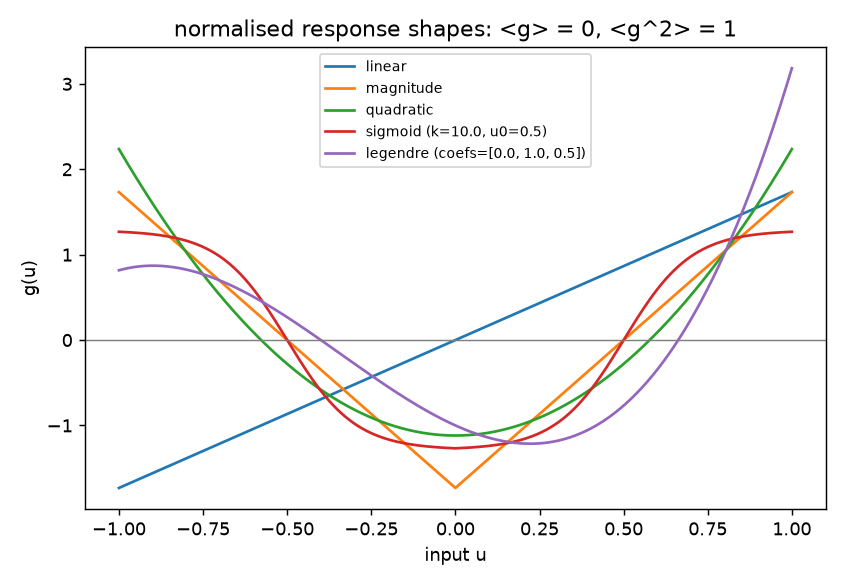 normalised response shapes: <g> = 0, <g^2> = 1
linear
magnitude
quadratic
sigmoid (k=10.0, u0=0.5)
legendre (coefs=[0.0, 1.0, 0.5])
g(u)
3
2
1
0
−1
−1.00 −0.75 −0.50 −0.25 0.00 0.25 0.50 0.75 1.00
input u